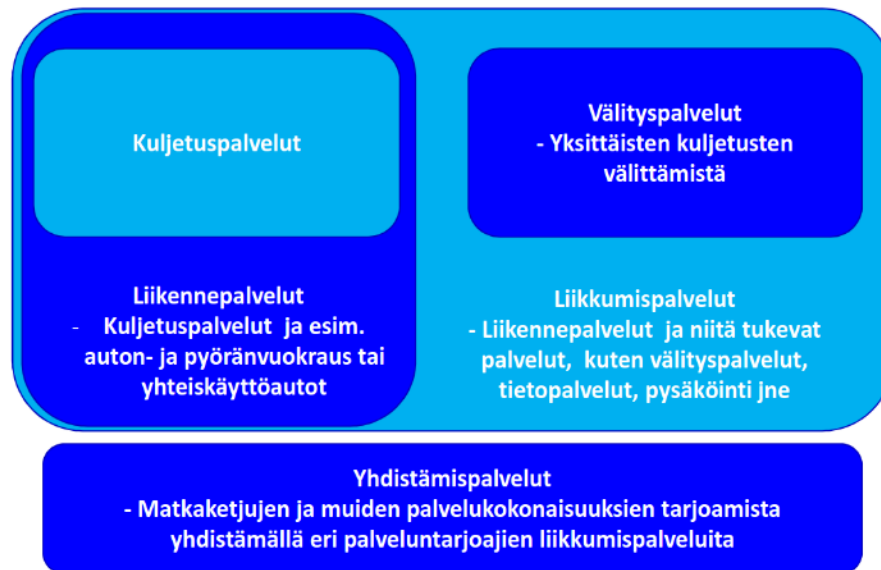 Kuljetuspalvelut
Välityspalvelut
- Yksittäisten kuljetusten
välittämistä
Liikennepalvelut
- Kuljetuspalvelut ja esim.
auton- ja pyöränvuokraus tai
yhteiskäyttöautot
Liikkumispalvelut
- Liikennepalvelut ja niitä tukevat
palvelut, kuten välityspalvelut,
tietopalvelut, pysäköinti jne
Yhdistämispalvelut
- Matkaketjujen ja muiden palvelukokonaisuuksien tarjoamista
yhdistämällä eri palveluntarjoajien liikkumispalveluita